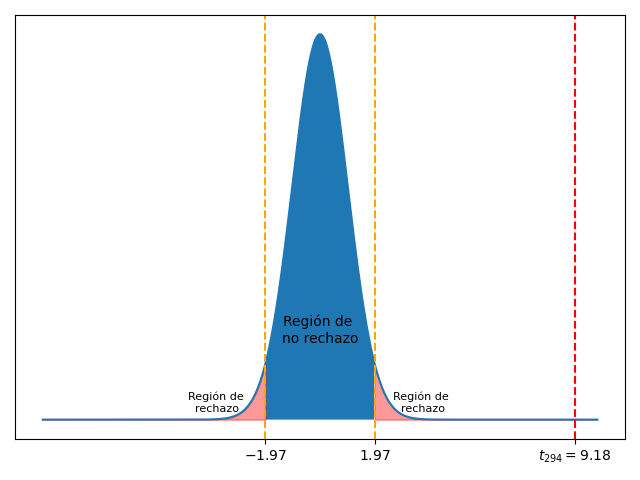 Región de
no rechazo
Región de
rechazo
Región de
rechazo
−1.97
1.97
t₂₉₄ = 9.18